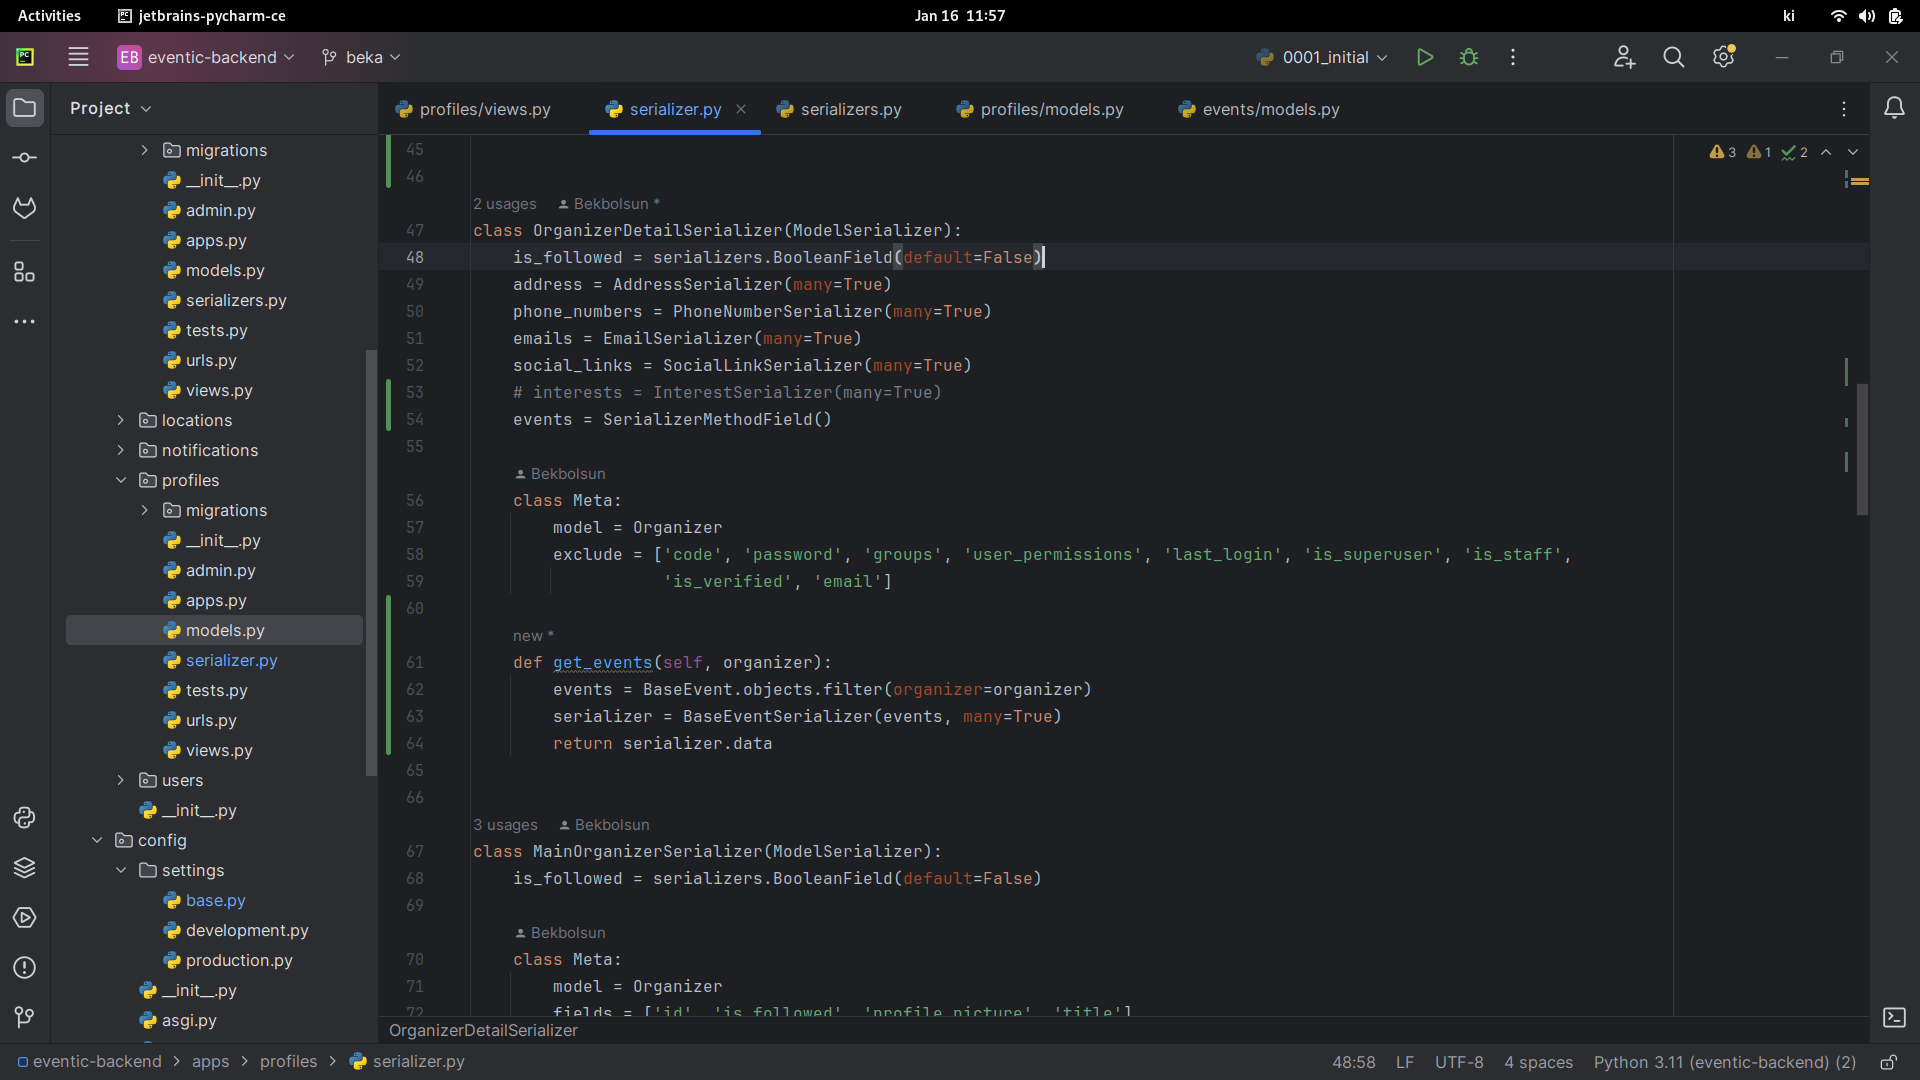 Activities
jetbrains-pycharm-ce
Jan 16 11:57
ki
EB eventic-backend
beka
0001_initial
Project
profiles/views.py
serializer.py
serializers.py
profiles/models.py
events/models.py
migrations
__init__.py
admin.py
apps.py
models.py
serializers.py
tests.py
urls.py
views.py
locations
notifications
profiles
migrations
__init__.py
admin.py
apps.py
models.py
serializer.py
tests.py
urls.py
views.py
users
__init__.py
config
settings
base.py
development.py
production.py
__init__.py
asgi.py
3 1 2
45
46
2 usages Bekbolsun *
47 class OrganizerDetailSerializer(ModelSerializer):
48 is_followed = serializers.BooleanField(default=False)
49 address = AddressSerializer(many=True)
50 phone_numbers = PhoneNumberSerializer(many=True)
51 emails = EmailSerializer(many=True)
52 social_links = SocialLinkSerializer(many=True)
53 # interests = InterestSerializer(many=True)
54 events = SerializerMethodField()
55
Bekbolsun
56 class Meta:
57 model = Organizer
58 exclude = ['code', 'password', 'groups', 'user_permissions', 'last_login', 'is_superuser', 'is_staff',
59 'is_verified', 'email']
60
new *
61 def get_events(self, organizer):
62 events = BaseEvent.objects.filter(organizer=organizer)
63 serializer = BaseEventSerializer(events, many=True)
64 return serializer.data
65
66
3 usages Bekbolsun
67 class MainOrganizerSerializer(ModelSerializer):
68 is_followed = serializers.BooleanField(default=False)
69
Bekbolsun
70 class Meta:
71 model = Organizer
72 fields = ['id', 'is_followed', 'profile_picture', 'title']
OrganizerDetailSerializer
eventic-backend > apps > profiles > serializer.py
48:58 LF UTF-8 4 spaces Python 3.11 (eventic-backend) (2)